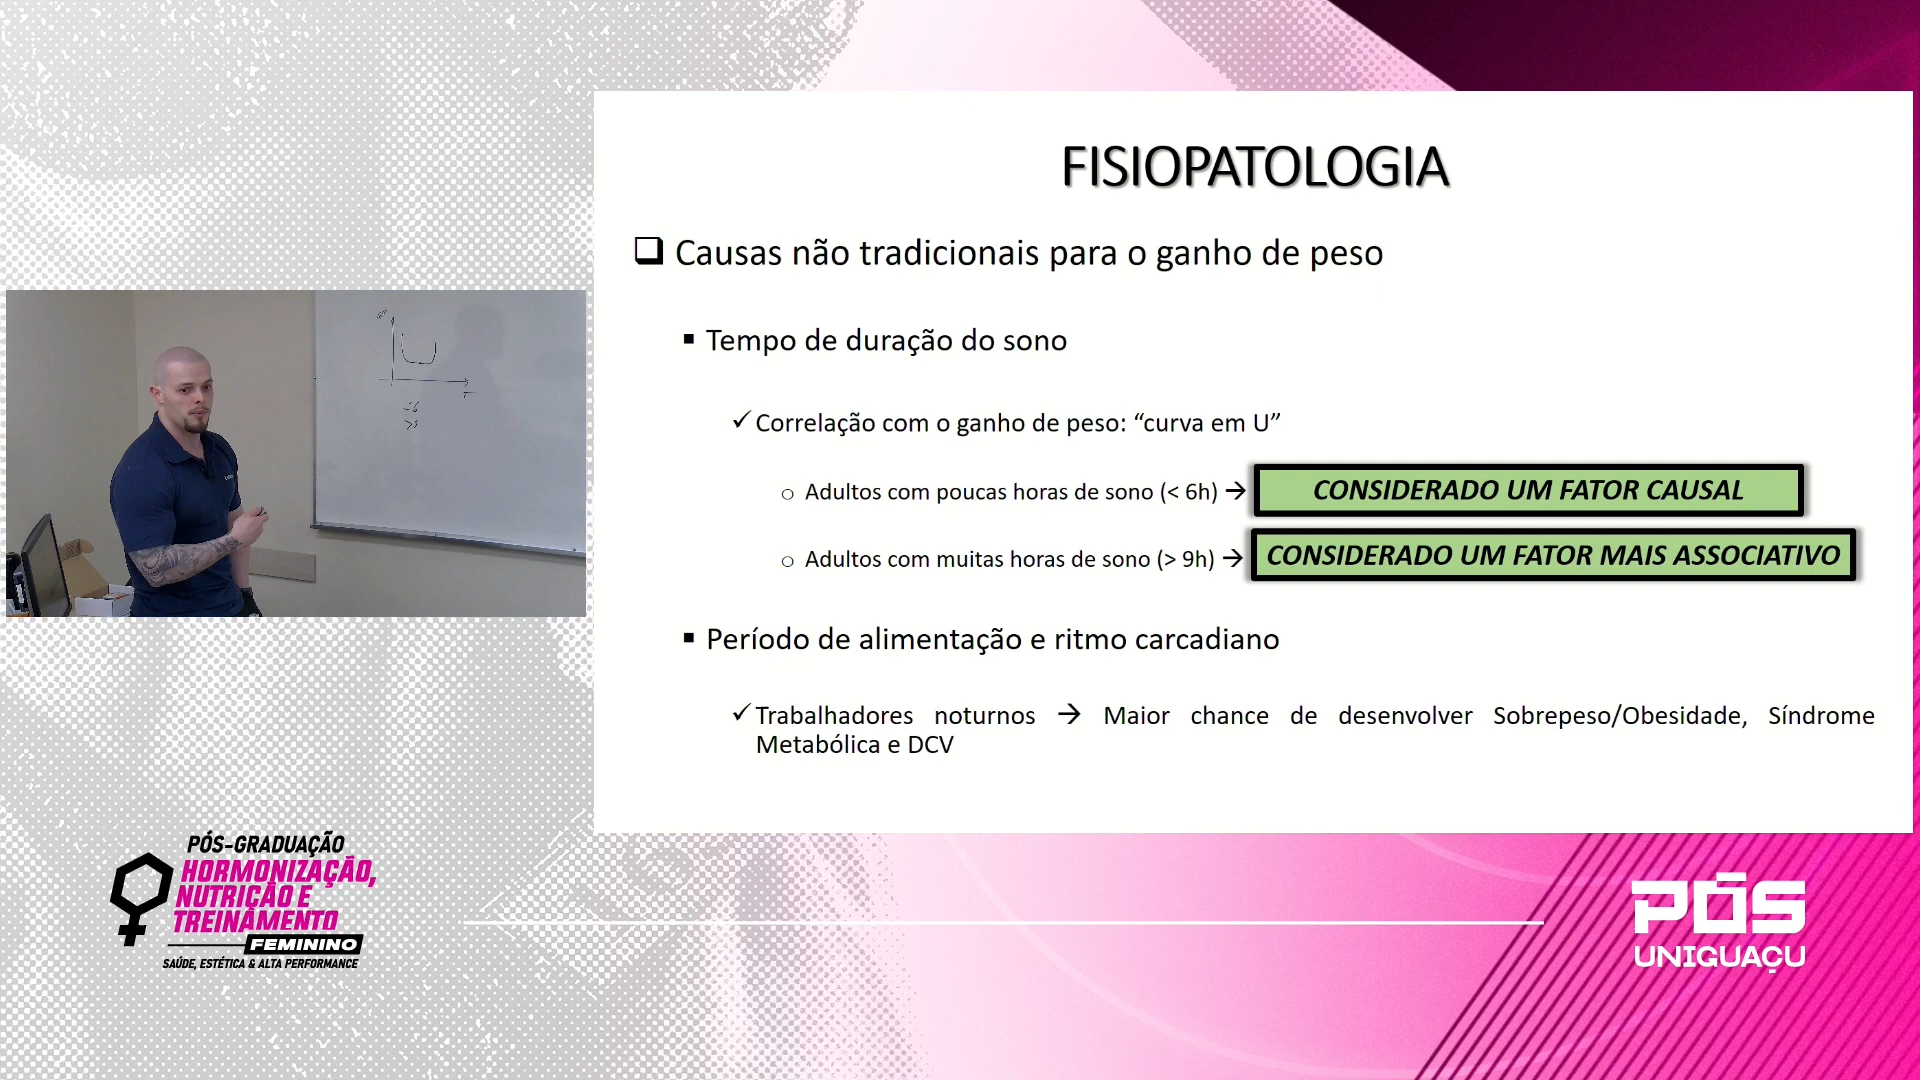 FISIOPATOLOGIA
Causas não tradicionais para o ganho de peso
Tempo de duração do sono
Correlação com o ganho de peso: “curva em U”
Adultos com poucas horas de sono (< 6h) → CONSIDERADO UM FATOR CAUSAL
Adultos com muitas horas de sono (> 9h) → CONSIDERADO UM FATOR MAIS ASSOCIATIVO
Período de alimentação e ritmo carcadiano
Trabalhadores noturnos → Maior chance de desenvolver Sobrepeso/Obesidade, Síndrome
Metabólica e DCV
PÓS-GRADUAÇÃO
HORMONIZAÇÃO,
NUTRIÇÃO E
TREINAMENTO
FEMININO
SAÚDE, ESTÉTICA & ALTA PERFORMANCE
PÓS
UNIGUAÇU